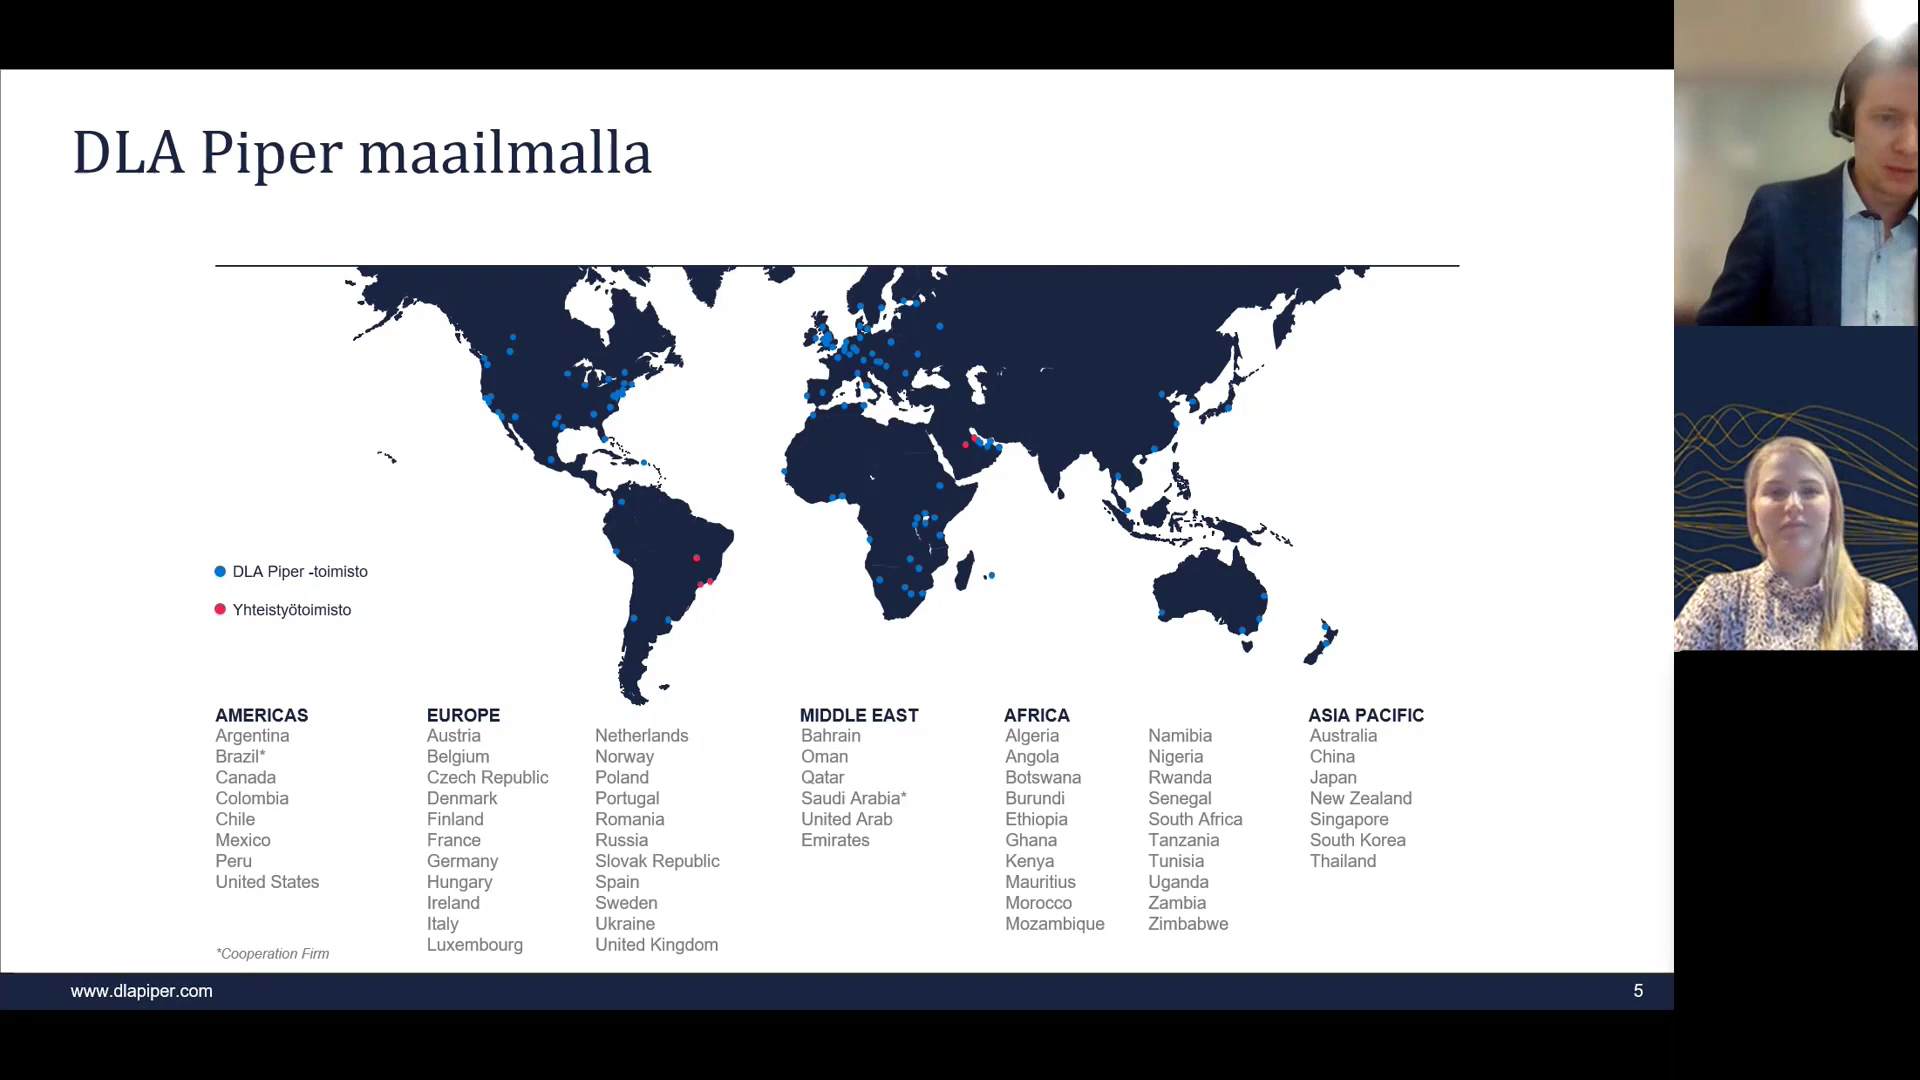 DLA Piper maailmalla
DLA Piper -toimisto
Yhteistyötoimisto
AMERICAS
Argentina
Brazil*
Canada
Colombia
Chile
Mexico
Peru
United States
*Cooperation Firm
EUROPE
Austria
Belgium
Czech Republic
Denmark
Finland
France
Germany
Hungary
Ireland
Italy
Luxembourg
Netherlands
Norway
Poland
Portugal
Romania
Russia
Slovak Republic
Spain
Sweden
Ukraine
United Kingdom
MIDDLE EAST
Bahrain
Oman
Qatar
Saudi Arabia*
United Arab
Emirates
AFRICA
Algeria
Angola
Botswana
Burundi
Ethiopia
Ghana
Kenya
Mauritius
Morocco
Mozambique
Namibia
Nigeria
Rwanda
Senegal
South Africa
Tanzania
Tunisia
Uganda
Zambia
Zimbabwe
ASIA PACIFIC
Australia
China
Japan
New Zealand
Singapore
South Korea
Thailand
www.dlapiper.com
5